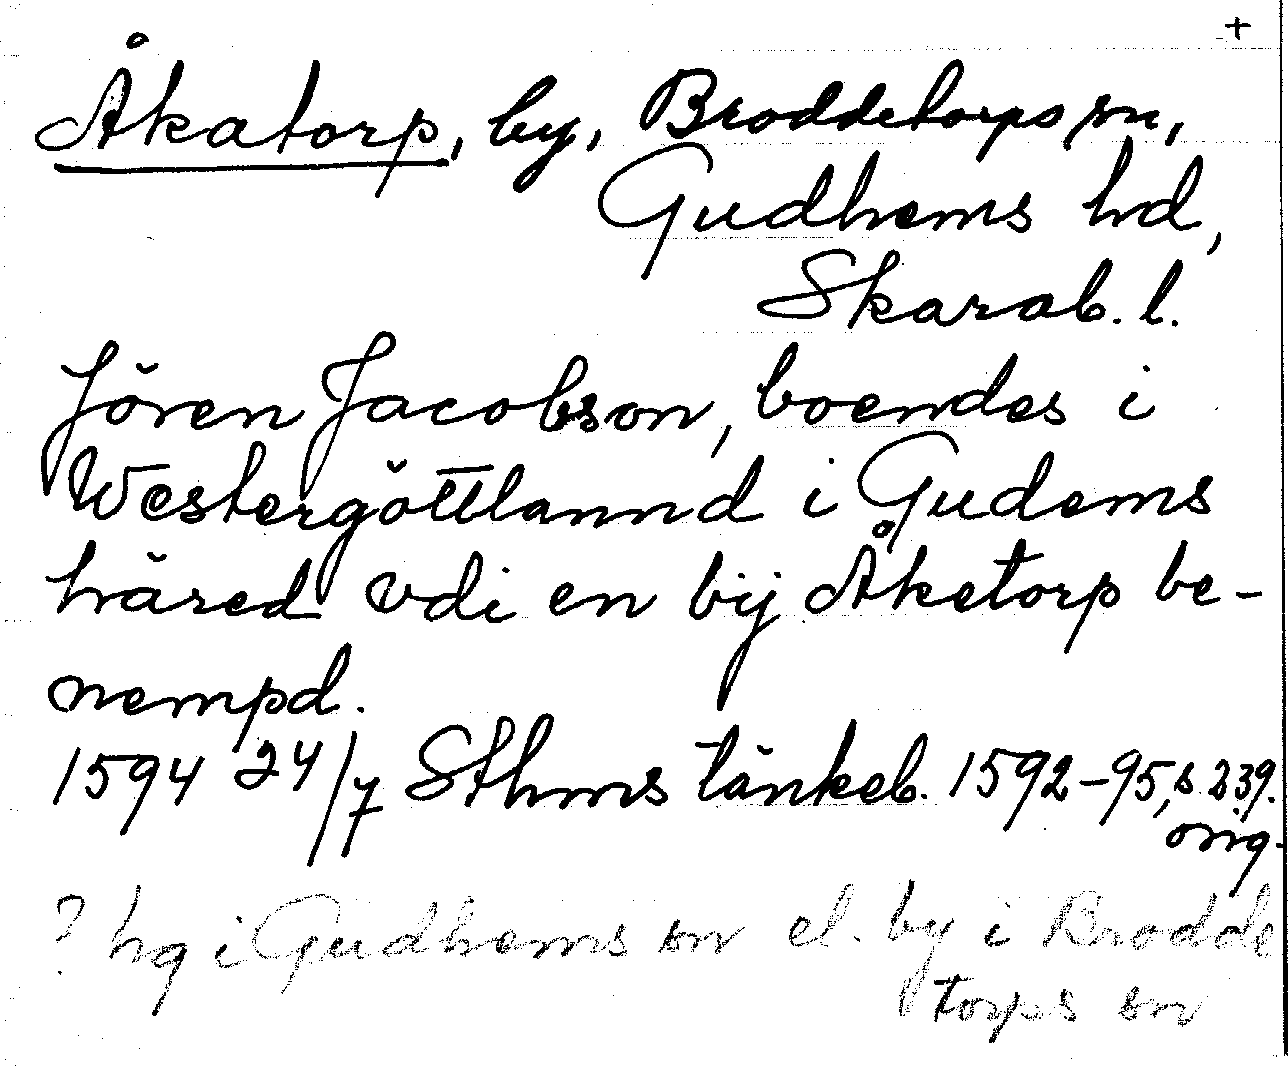 +
Åkatorp, by, Broddetorps sn,
Gudhems hd,
Skarab. l.
Jören Jacobson, boendes i
Westergöttlannd i Gudems
häred vdi en bij Åketorp be-
nempd.
1594 24/7 Sthms tänkeb. 1592-95, s 239.
orig.
? hg i Gudhems sn el. by i Brodde
torps sn